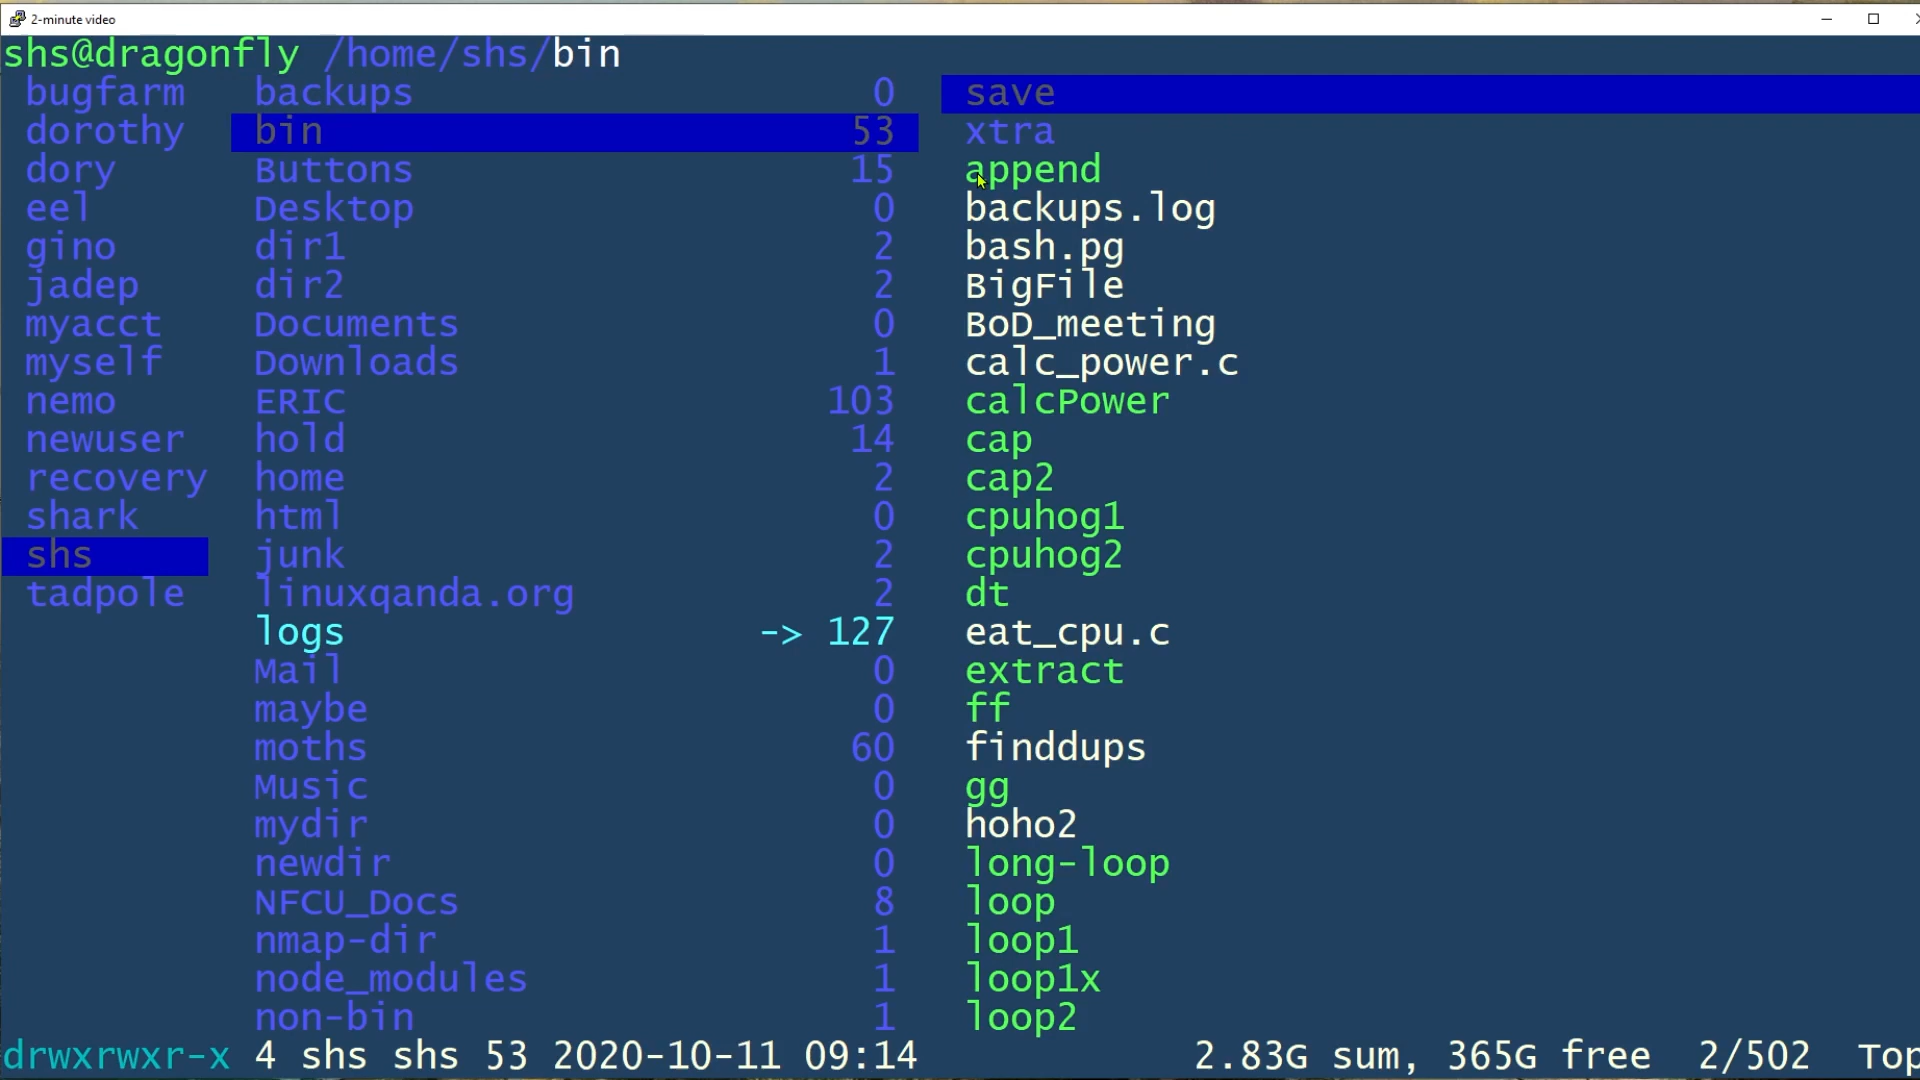 2-minute video
shs@dragonfly /home/shs/bin
bugfarm backups 0 save
dorothy bin 53 xtra
dory Buttons 15 append
eel Desktop 0 backups.log
gino dir1 2 bash.pg
jadep dir2 2 BigFile
myacct Documents 0 BoD_meeting
myself Downloads 1 calc_power.c
nemo ERIC 103 calcPower
newuser hold 14 cap
recovery home 2 cap2
shark html 0 cpuhog1
shs junk 2 cpuhog2
tadpole linuxqanda.org 2 dt
logs -> 127 eat_cpu.c
Mail 0 extract
maybe 0 ff
moths 60 finddups
Music 0 gg
mydir 0 hoho2
newdir 0 long-loop
NFCU_Docs 8 loop
nmap-dir 1 loop1
node_modules 1 loop1x
non-bin 1 loop2
drwxrwxr-x 4 shs shs 53 2020-10-11 09:14 2.83G sum, 365G free 2/502 Top